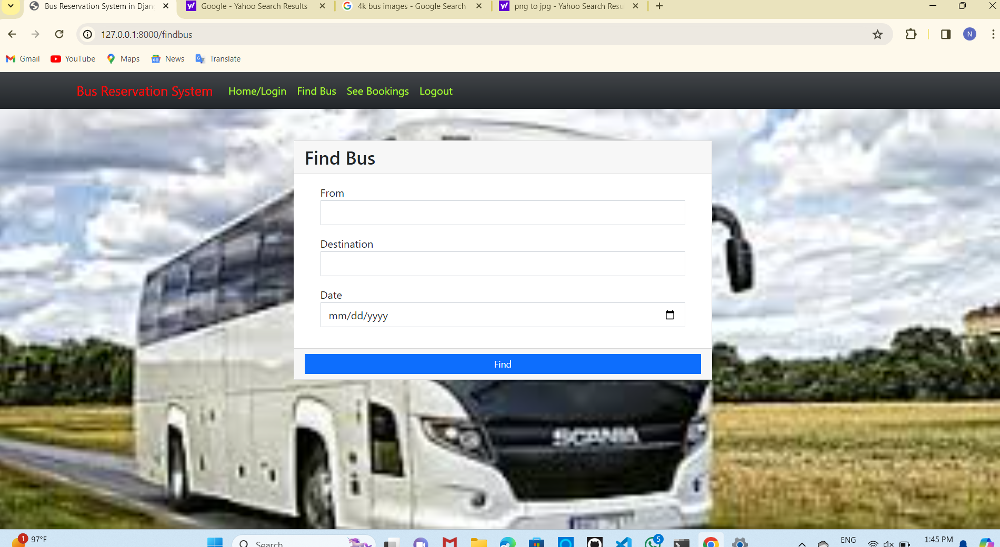 Bus Reservation System in Djan
Google - Yahoo Search Results
4k bus images - Google Search
png to jpg - Yahoo Search Resu
127.0.0.1:8000/findbus
N
Gmail
YouTube
Maps
News
Translate
Bus Reservation System
Home/Login
Find Bus
See Bookings
Logout
Find Bus
From
Destination
Date
mm/dd/yyyy
Find
SCANIA
1
97°F
Search
5
ENG
1:45 PM